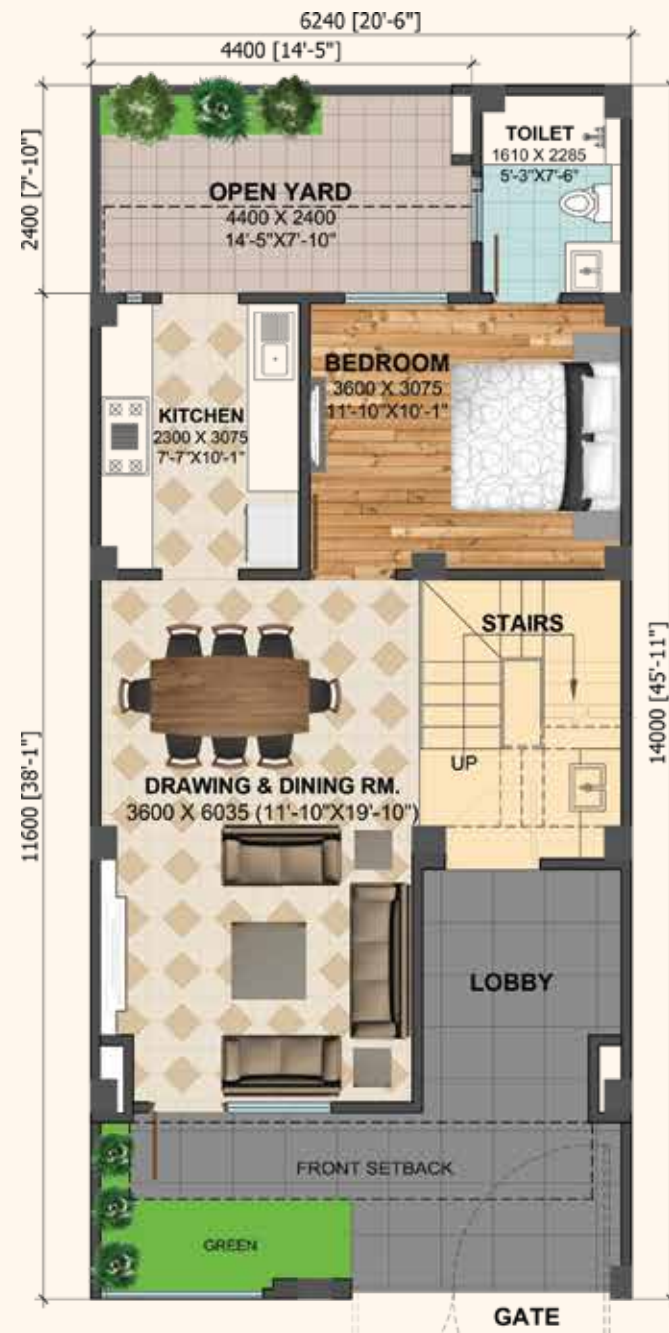 6240 [20'-6"]
4400 [14'-5"]
2400 [7'-10"]
TOILET
1610 X 2285
5'-3"X7'-6"
OPEN YARD
4400 X 2400
14'-5"X7'-10"
BEDROOM
3600 X 3075
11'-10"X10'-1"
KITCHEN
2300 X 3075
7'-7"X10'-1"
STAIRS
UP
14000 [45'-11"]
11600 [38'-1"]
DRAWING & DINING RM.
3600 X 6035 (11'-10"X19'-10")
LOBBY
FRONT SETBACK
GREEN
GATE